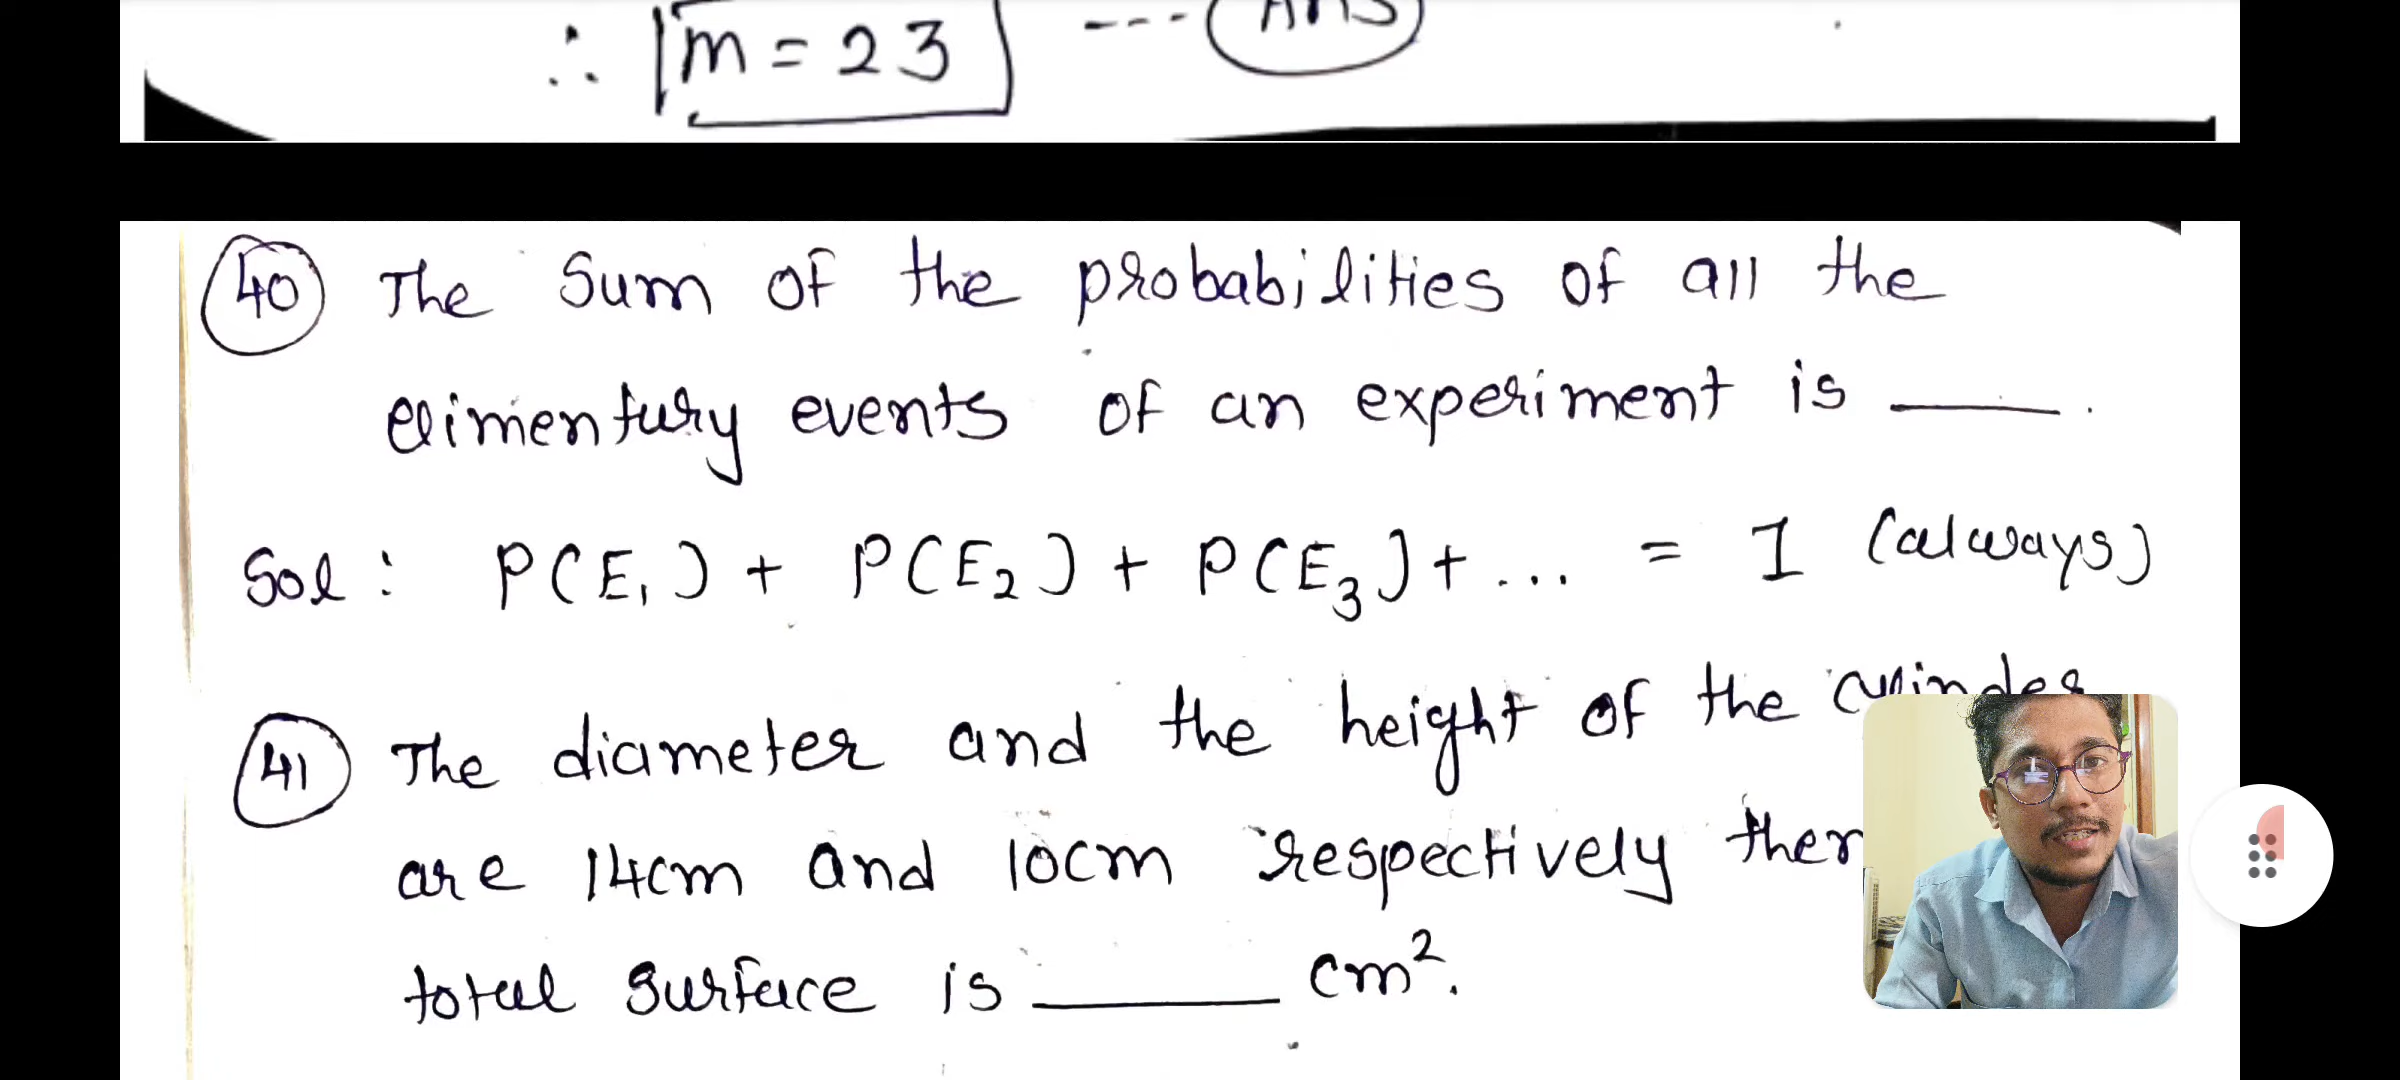 ∴ m = 23 ---- Ans
40 The Sum of the probabilities of all the
elimentury events of an experiment is ____.
Sol : P(E₁) + P(E₂) + P(E₃) + ... = 1 (always)
41 The diameter and the height of the cylinder
are 14cm and 10cm respectively then
total surface is ____ cm².